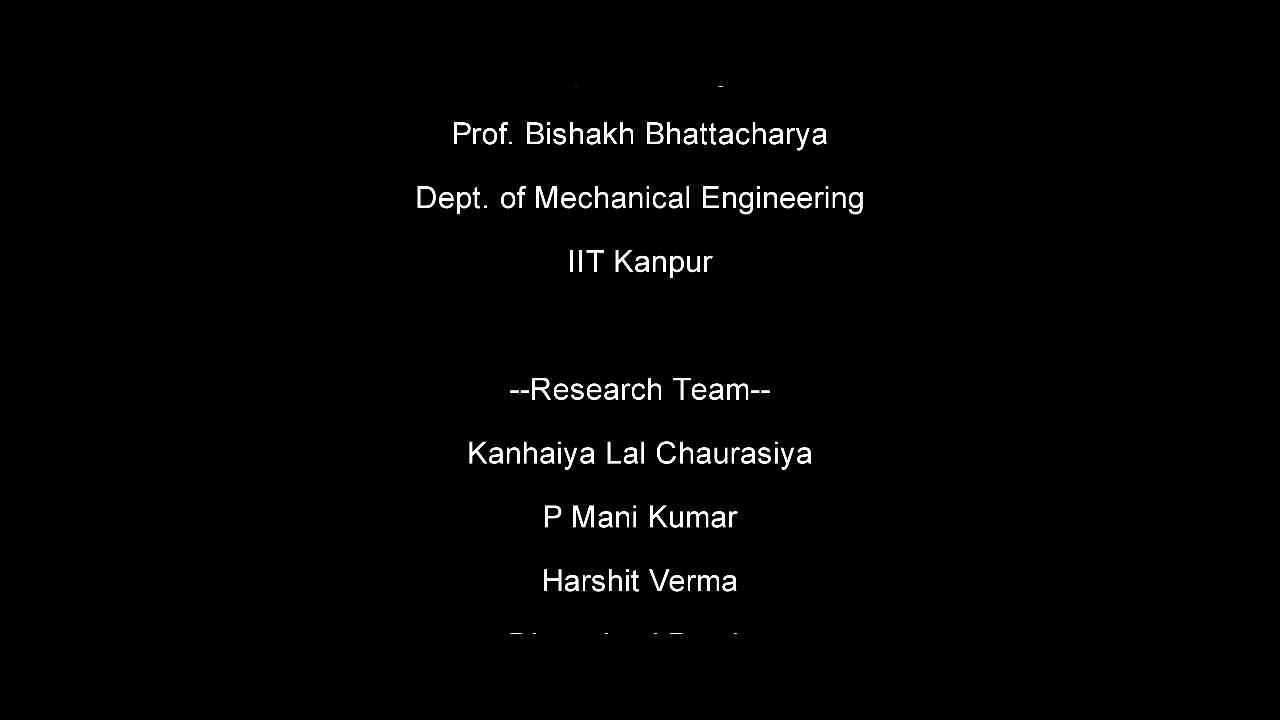 Prof. Bishakh Bhattacharya
Dept. of Mechanical Engineering
IIT Kanpur
--Research Team--
Kanhaiya Lal Chaurasiya
P Mani Kumar
Harshit Verma